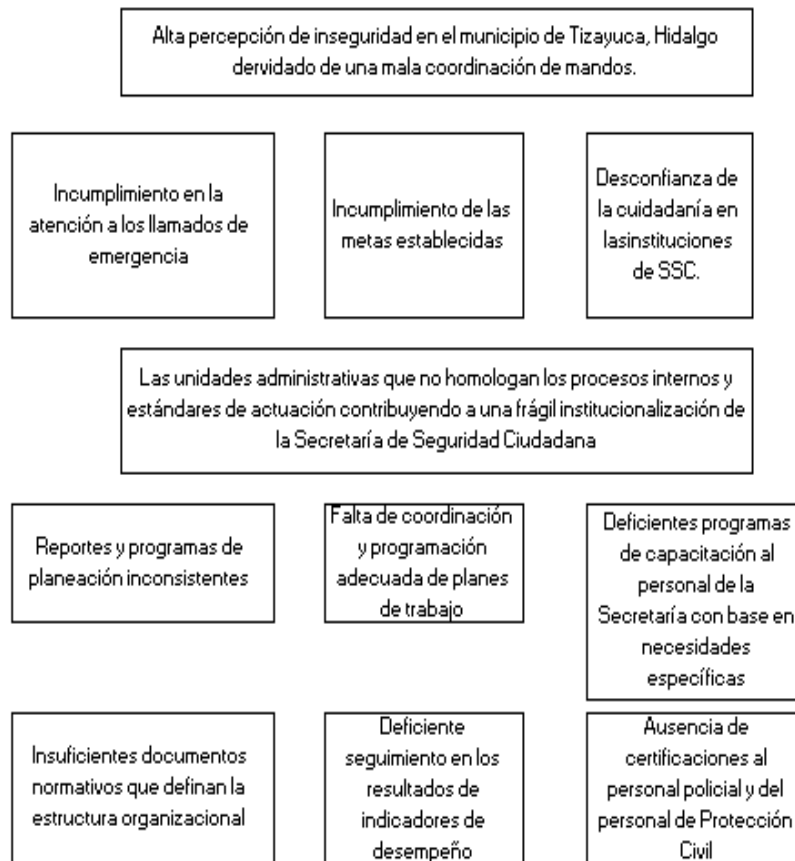 Alta percepción de inseguridad en el municipio de Tizayuca, Hidalgo
dervidado de una mala coordinación de mandos.
Incumplimiento en la
atención a los llamados de
emergencia
Incumplimiento de las
metas establecidas
Desconfianza de
la cuidadanía en
lasinstituciones
de SSC.
Las unidades administrativas que no homologan los procesos internos y
estándares de actuación contribuyendo a una frágil institucionalización de
la Secretaría de Seguridad Ciudadana
Reportes y programas de
planeación inconsistentes
Falta de coordinación
y programación
adecuada de planes
de trabajo
Deficientes programas
de capacitación al
personal de la
Secretaría con base en
necesidades
específicas
Insuficientes documentos
normativos que definan la
estructura organizacional
Deficiente
seguimiento en los
resultados de
indicadores de
desempeño
Ausencia de
certificaciones al
personal policial y del
personal de Protección
Civil